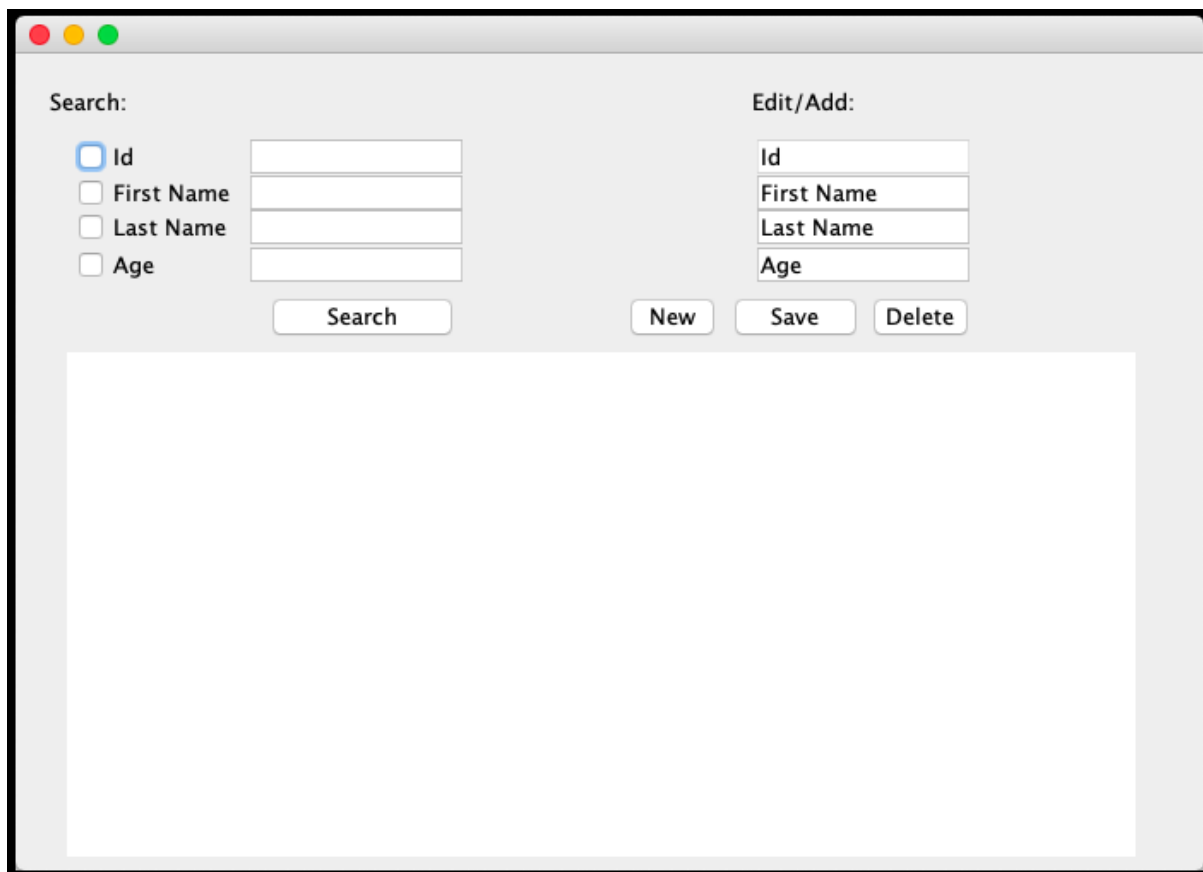 Search:
Edit/Add:
Id
Id
First Name
First Name
Last Name
Last Name
Age
Age
Search
New
Save
Delete